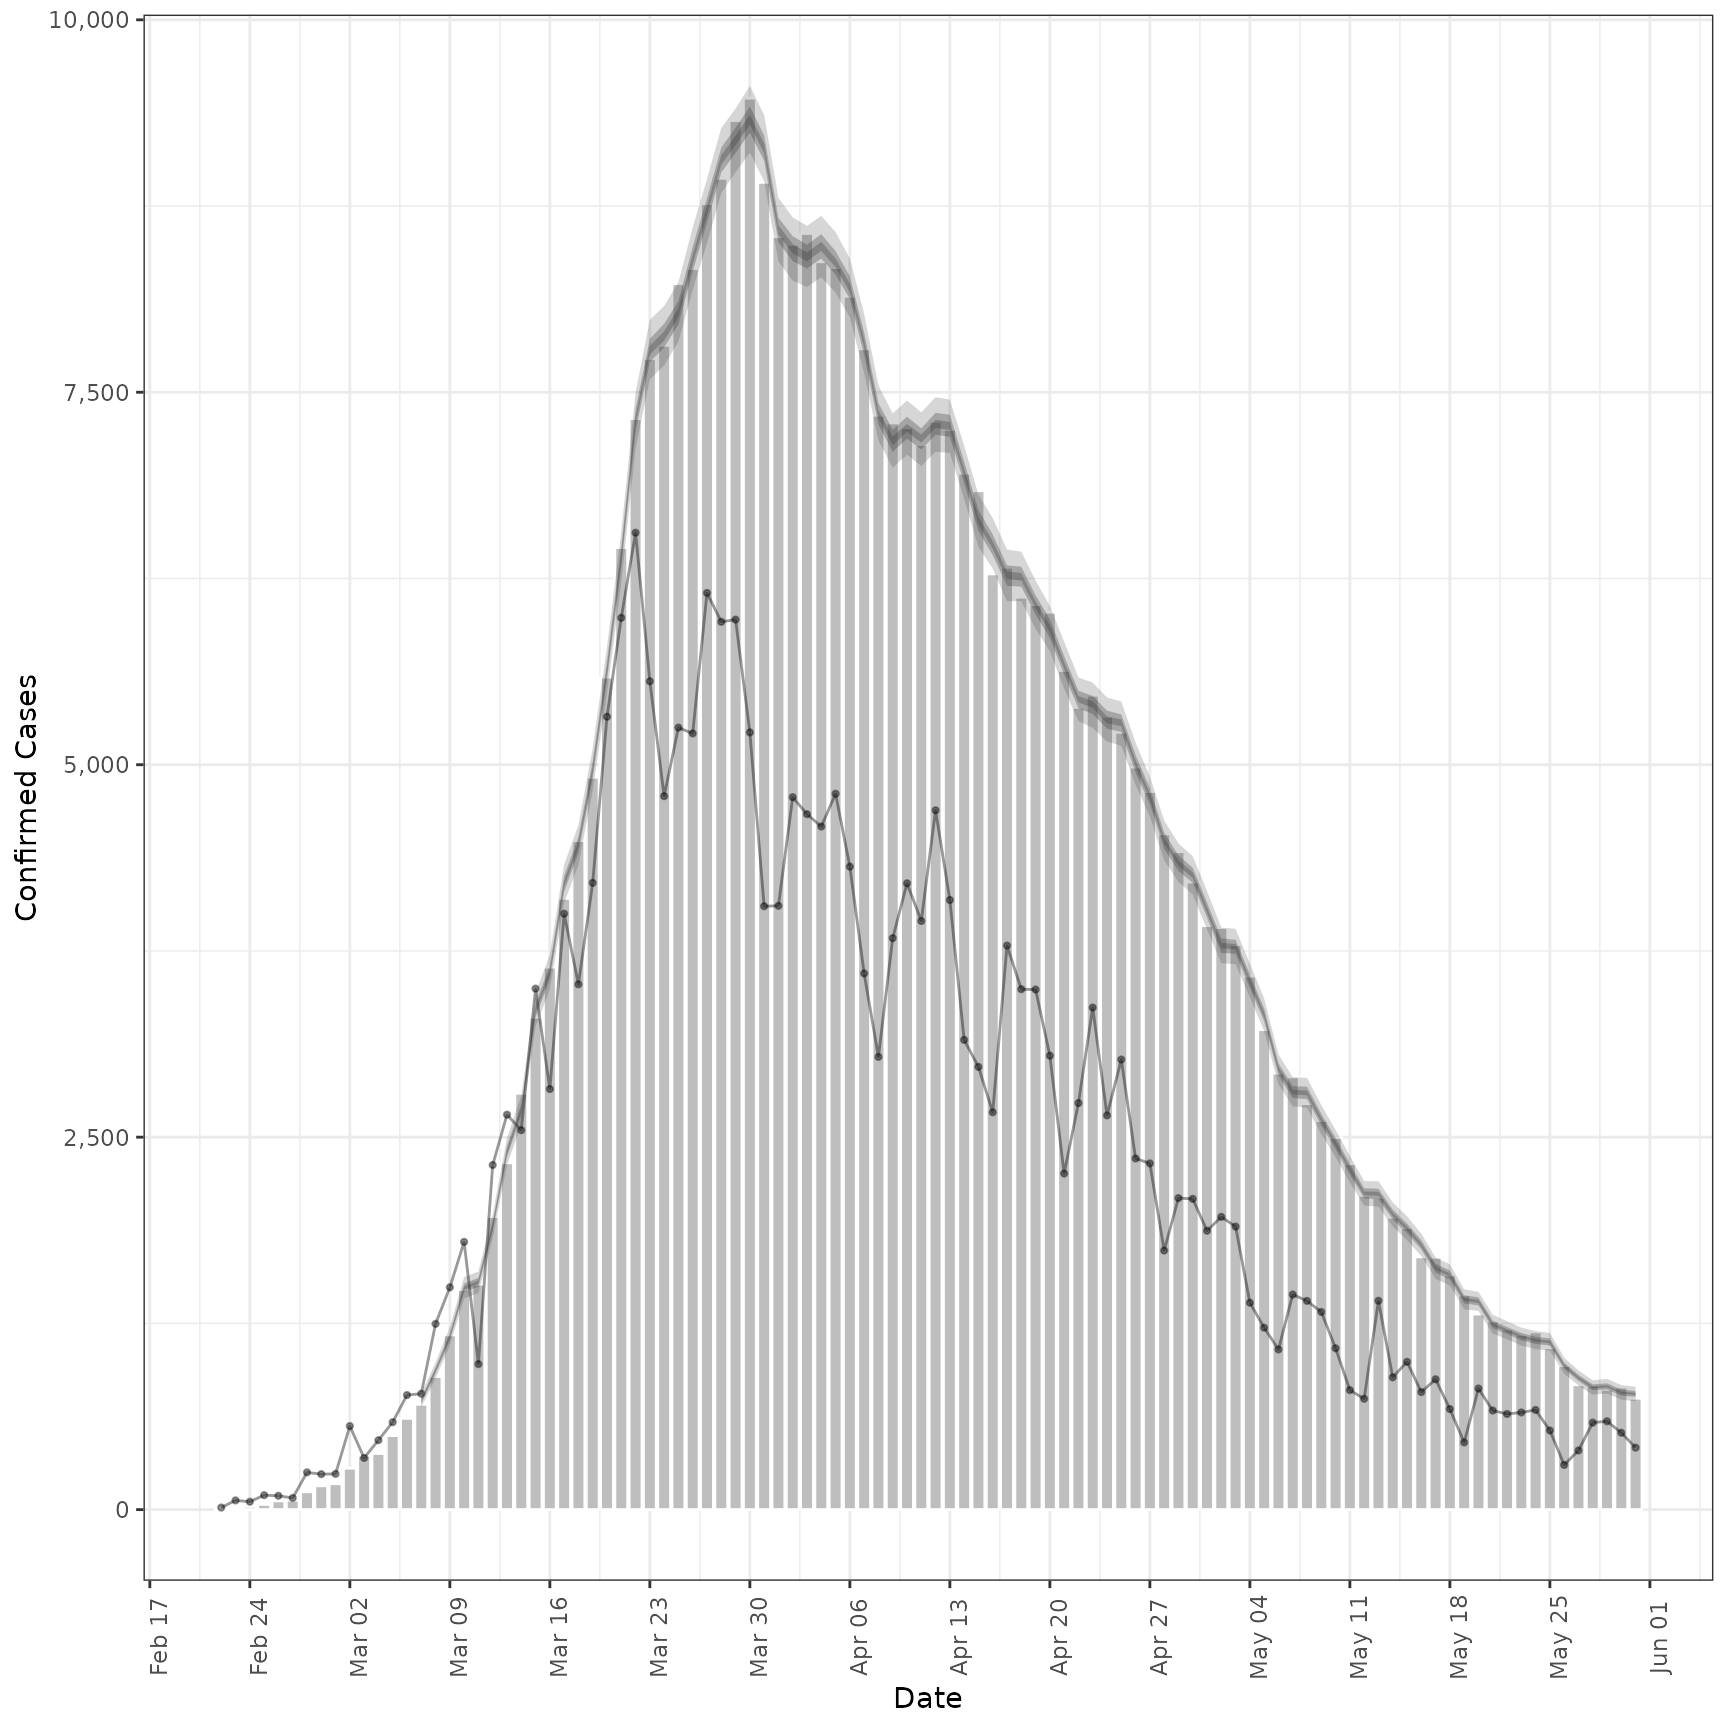 10,000
7,500
5,000
2,500
0
Confirmed Cases
Feb 17
Feb 24
Mar 02
Mar 09
Mar 16
Mar 23
Mar 30
Apr 06
Apr 13
Apr 20
Apr 27
May 04
May 11
May 18
May 25
Jun 01
Date